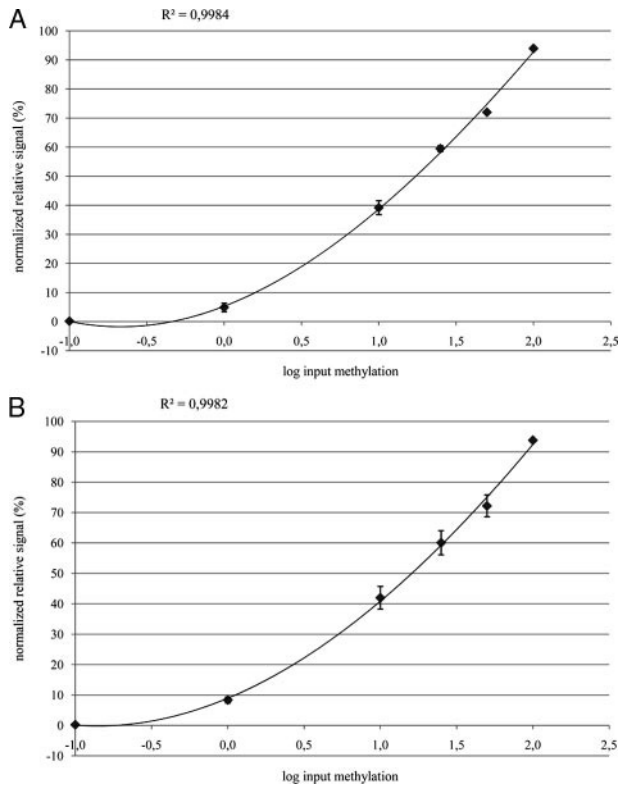 A
R² = 0,9984
normalized relative signal (%)
100
90
80
70
60
50
40
30
20
10
0
-10
-1,0 -0,5 0,0 0,5 1,0 1,5 2,0 2,5
log input methylation
B
R² = 0,9982
normalized relative signal (%)
100
90
80
70
60
50
40
30
20
10
0
-10
-1,0 -0,5 0,0 0,5 1,0 1,5 2,0 2,5
log input methylation